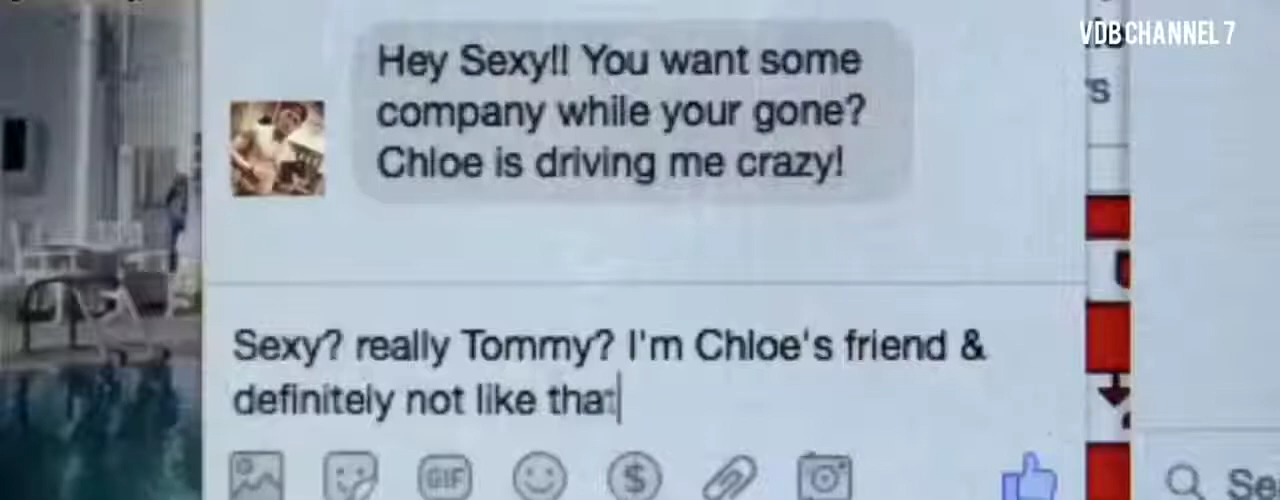 VDB CHANNEL 7
Hey Sexy!! You want some
company while your gone?
Chloe is driving me crazy!
's
Sexy? really Tommy? I'm Chloe's friend &
definitely not like that
GIF
$
Se